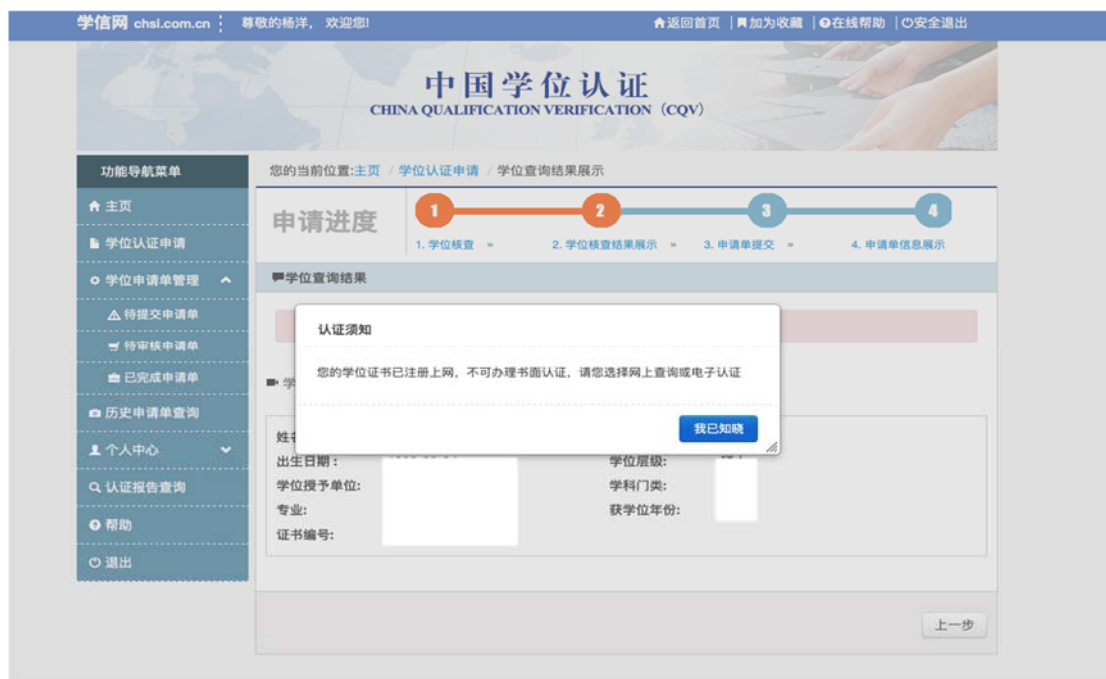 学信网 chsl.com.cn 尊敬的杨洋，欢迎您! 返回首页 | 加为收藏 | 在线帮助 | 安全退出
中国学位认证
CHINA QUALIFICATION VERIFICATION (CQV)
功能导航菜单
主页
学位认证申请
学位申请单管理
待提交申请单
待审核申请单
已完成申请单
历史申请单查询
个人中心
认证报告查询
帮助
退出
您的当前位置:主页 / 学位认证申请 / 学位查询结果展示
申请进度
1 2 3 4
1. 学位核查 » 2. 学位核查结果展示 » 3. 申请单提交 » 4. 申请单信息展示
学位查询结果
认证须知
您的学位证书已注册上网，不可办理书面认证，请您选择网上查询或电子认证
我已知晓
学
姓
出生日期： 学位层级:
学位授予单位: 学科门类:
专业: 获学位年份:
证书编号:
上一步